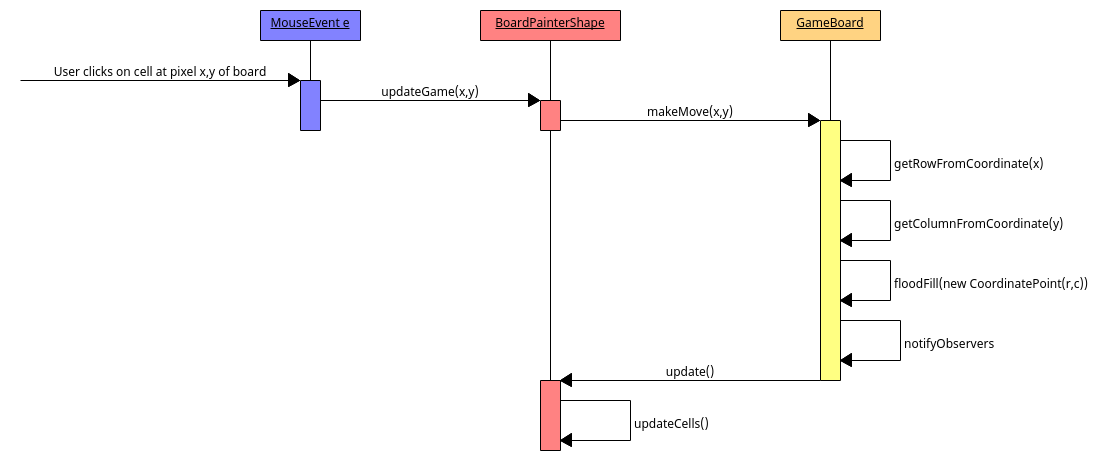 MouseEvent e
BoardPainterShape
GameBoard
User clicks on cell at pixel x,y of board
updateGame(x,y)
makeMove(x,y)
getRowFromCoordinate(x)
getColumnFromCoordinate(y)
floodFill(new CoordinatePoint(r,c))
notifyObservers
update()
updateCells()